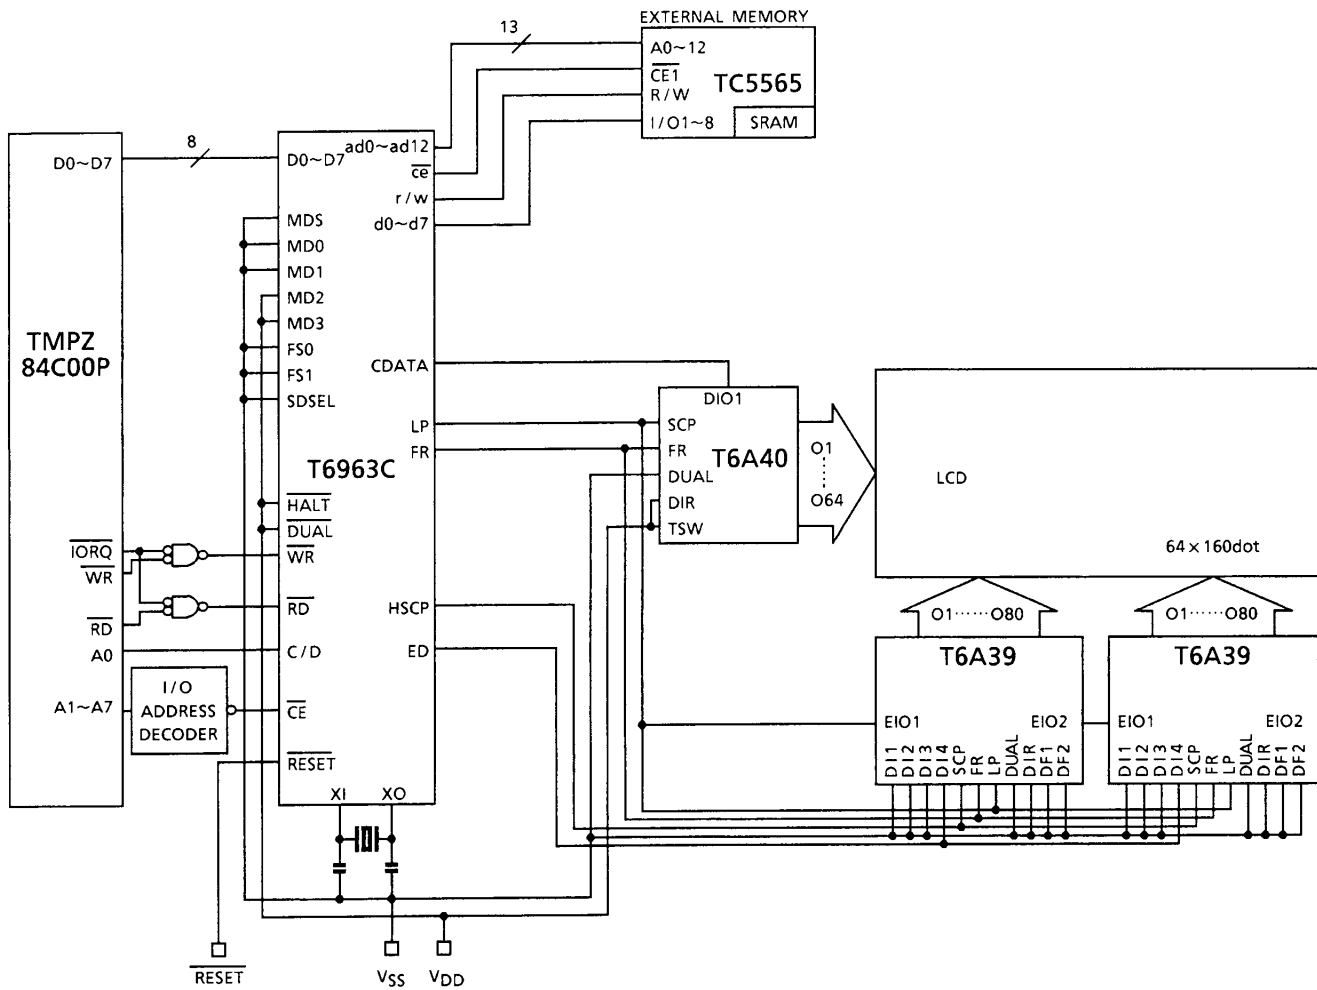 EXTERNAL MEMORY
13
A0~12
CE1
R/W
I/O1~8
TC5565
SRAM
TMPZ
84C00P
D0~D7
IORQ
WR
RD
A0
A1~A7
8
I/O
ADDRESS
DECODER
D0~D7
MDS
MD0
MD1
MD2
MD3
FS0
FS1
SDSEL
T6963C
HALT
DUAL
WR
RD
C/D
CE
RESET
XI
XO
ad0~ad12
ce
r/w
d0~d7
CDATA
LP
FR
HSCP
ED
DIO1
SCP
FR
DUAL
DIR
TSW
T6A40
O1
O64
LCD
64×160dot
O1······O80
O1······O80
T6A39
EIO1
EIO2
DI1
DI2
DI3
DI4
SCP
FR
LP
DUAL
DIR
DF1
DF2
T6A39
EIO1
EIO2
DI1
DI2
DI3
DI4
SCP
FR
LP
DUAL
DIR
DF1
DF2
RESET
VSS
VDD